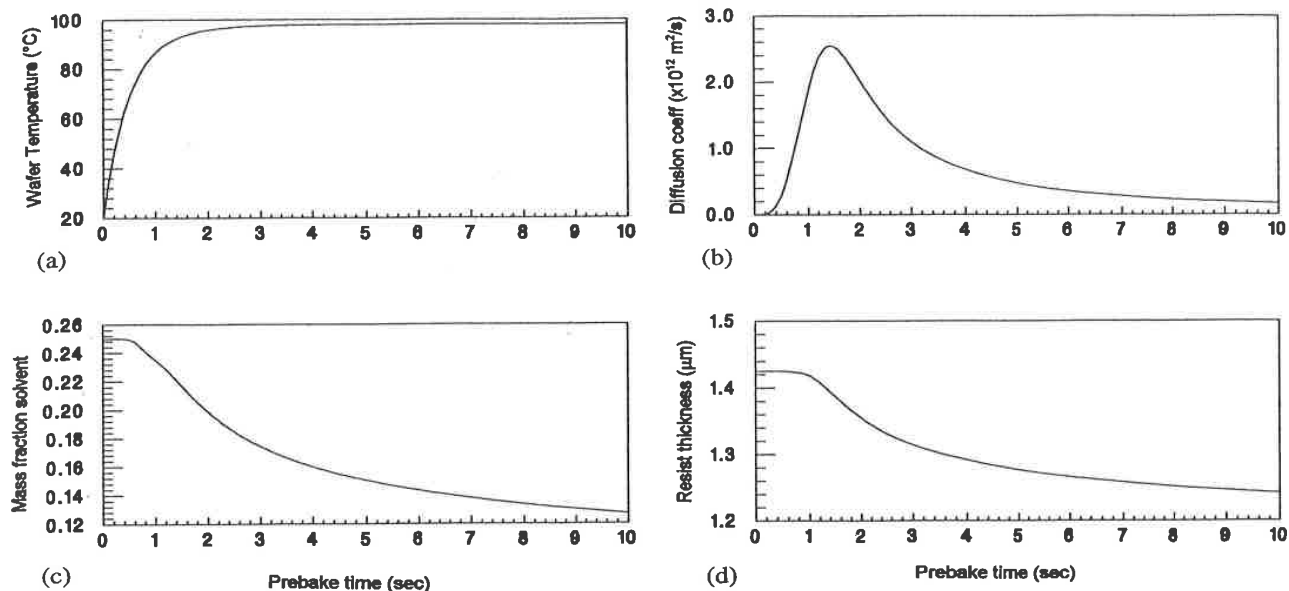 Wafer Temperature (°C)
100
80
60
40
20
0 1 2 3 4 5 6 7 8 9 10
(a)
Diffusion coeff (x10¹² m²/s)
3.0
2.0
1.0
0.0
0 1 2 3 4 5 6 7 8 9 10
(b)
Mass fraction solvent
0.26
0.24
0.22
0.20
0.18
0.16
0.14
0.12
0 1 2 3 4 5 6 7 8 9 10
(c)
Prebake time (sec)
Resist thickness (µm)
1.5
1.4
1.3
1.2
0 1 2 3 4 5 6 7 8 9 10
(d)
Prebake time (sec)